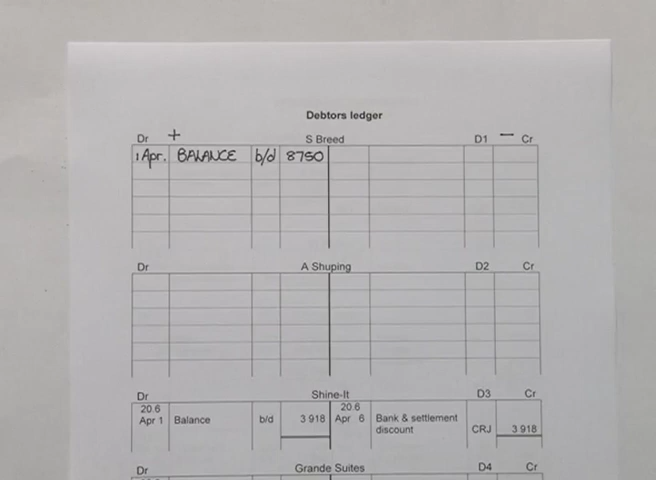 Debtors ledger
Dr + S Breed D1 — Cr
1 Apr. BALANCE b/d 8750
Dr A Shuping D2 Cr
Dr Shine-It D3 Cr
20.6 20.6
Apr 1 Balance b/d 3 918 Apr 6 Bank & settlement
discount CRJ 3 918
Dr Grande Suites D4 Cr